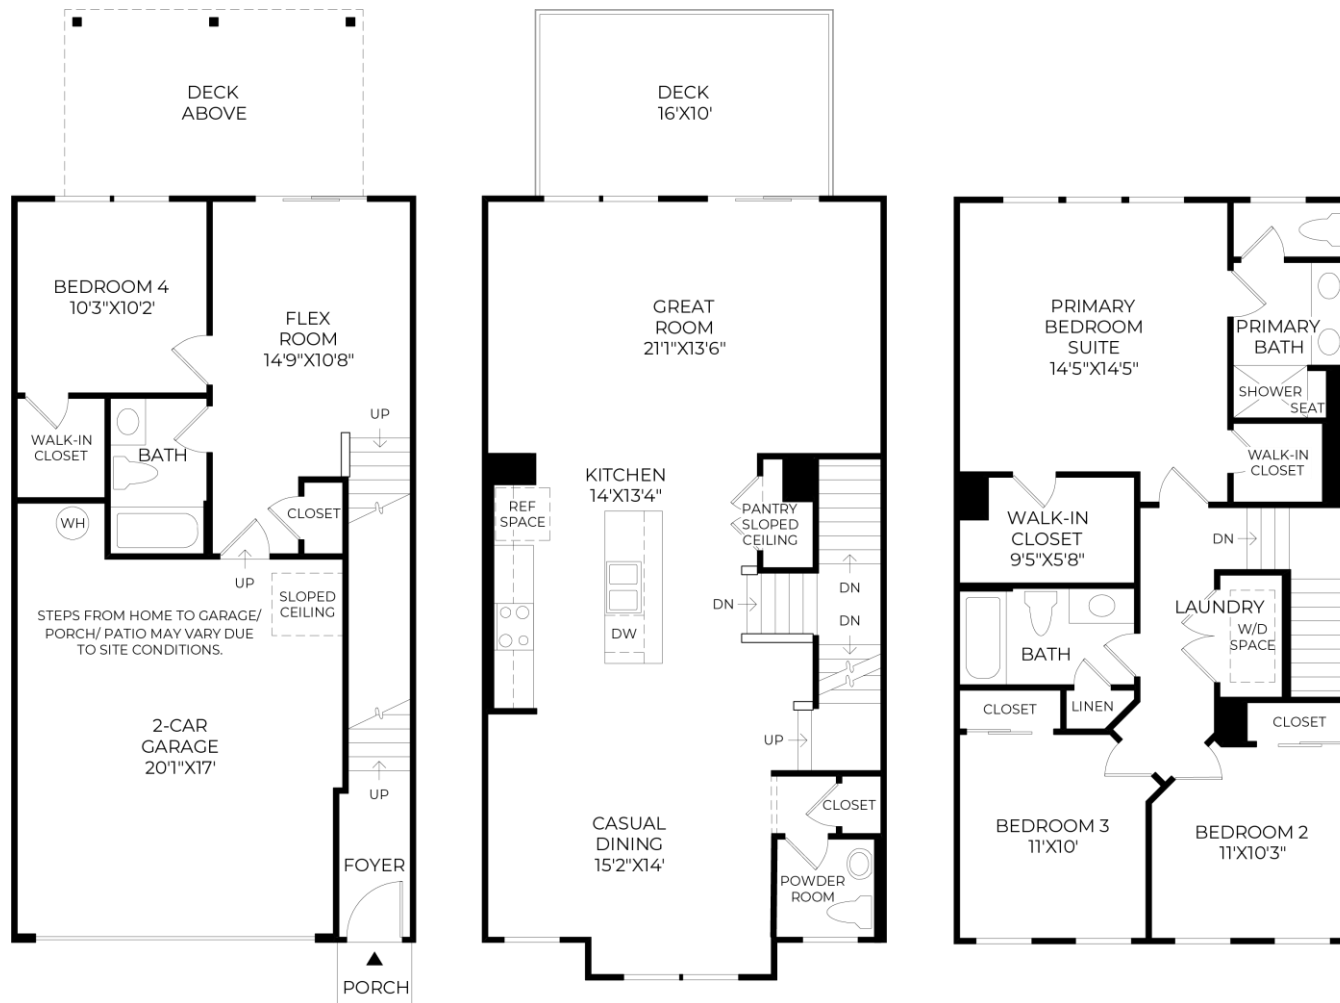 DECK
ABOVE
BEDROOM 4
10'3"X10'2'
FLEX
ROOM
14'9"X10'8"
UP
WALK-IN
CLOSET
BATH
WH
CLOSET
UP
SLOPED
CEILING
STEPS FROM HOME TO GARAGE/
PORCH/ PATIO MAY VARY DUE
TO SITE CONDITIONS.
2-CAR
GARAGE
20'1"X17'
UP
FOYER
PORCH
DECK
16'X10'
GREAT
ROOM
21'1"X13'6"
KITCHEN
14'X13'4"
REF
SPACE
PANTRY
SLOPED
CEILING
DN
DN
DN
DW
UP
CASUAL
DINING
15'2"X14'
CLOSET
POWDER
ROOM
PRIMARY
BEDROOM
SUITE
14'5"X14'5"
PRIMARY
BATH
SHOWER
SEAT
WALK-IN
CLOSET
WALK-IN
CLOSET
9'5"X5'8"
DN
LAUNDRY
W/D
SPACE
BATH
LINEN
CLOSET
CLOSET
BEDROOM 3
11'X10'
BEDROOM 2
11'X10'3"